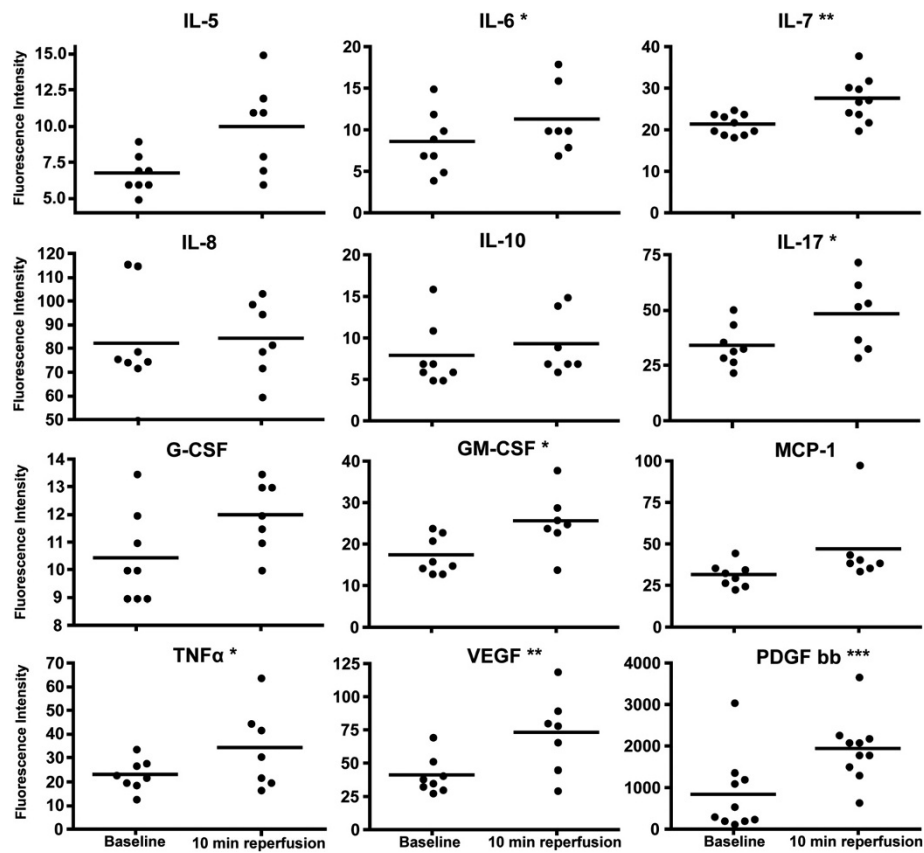 IL-5 IL-6 * IL-7 **
Fluorescence Intensity
15.0 20 40
12.5 15 30
10.0 10 20
7.5 5 10
5.0 0 0
IL-8 IL-10 IL-17 *
Fluorescence Intensity
120 20 75
110 15 50
100 10 25
90 5 0
80 0
70
60
50
G-CSF GM-CSF * MCP-1
Fluorescence Intensity
14 40 100
13 30 75
12 20 50
11 10 25
10 0 0
9
8
TNFα * VEGF ** PDGF bb ***
Fluorescence Intensity
70 125 4000
60 100 3000
50 75 2000
40 50 1000
30 25 0
20 0
10
0
Baseline 10 min reperfusion Baseline 10 min reperfusion Baseline 10 min reperfusion